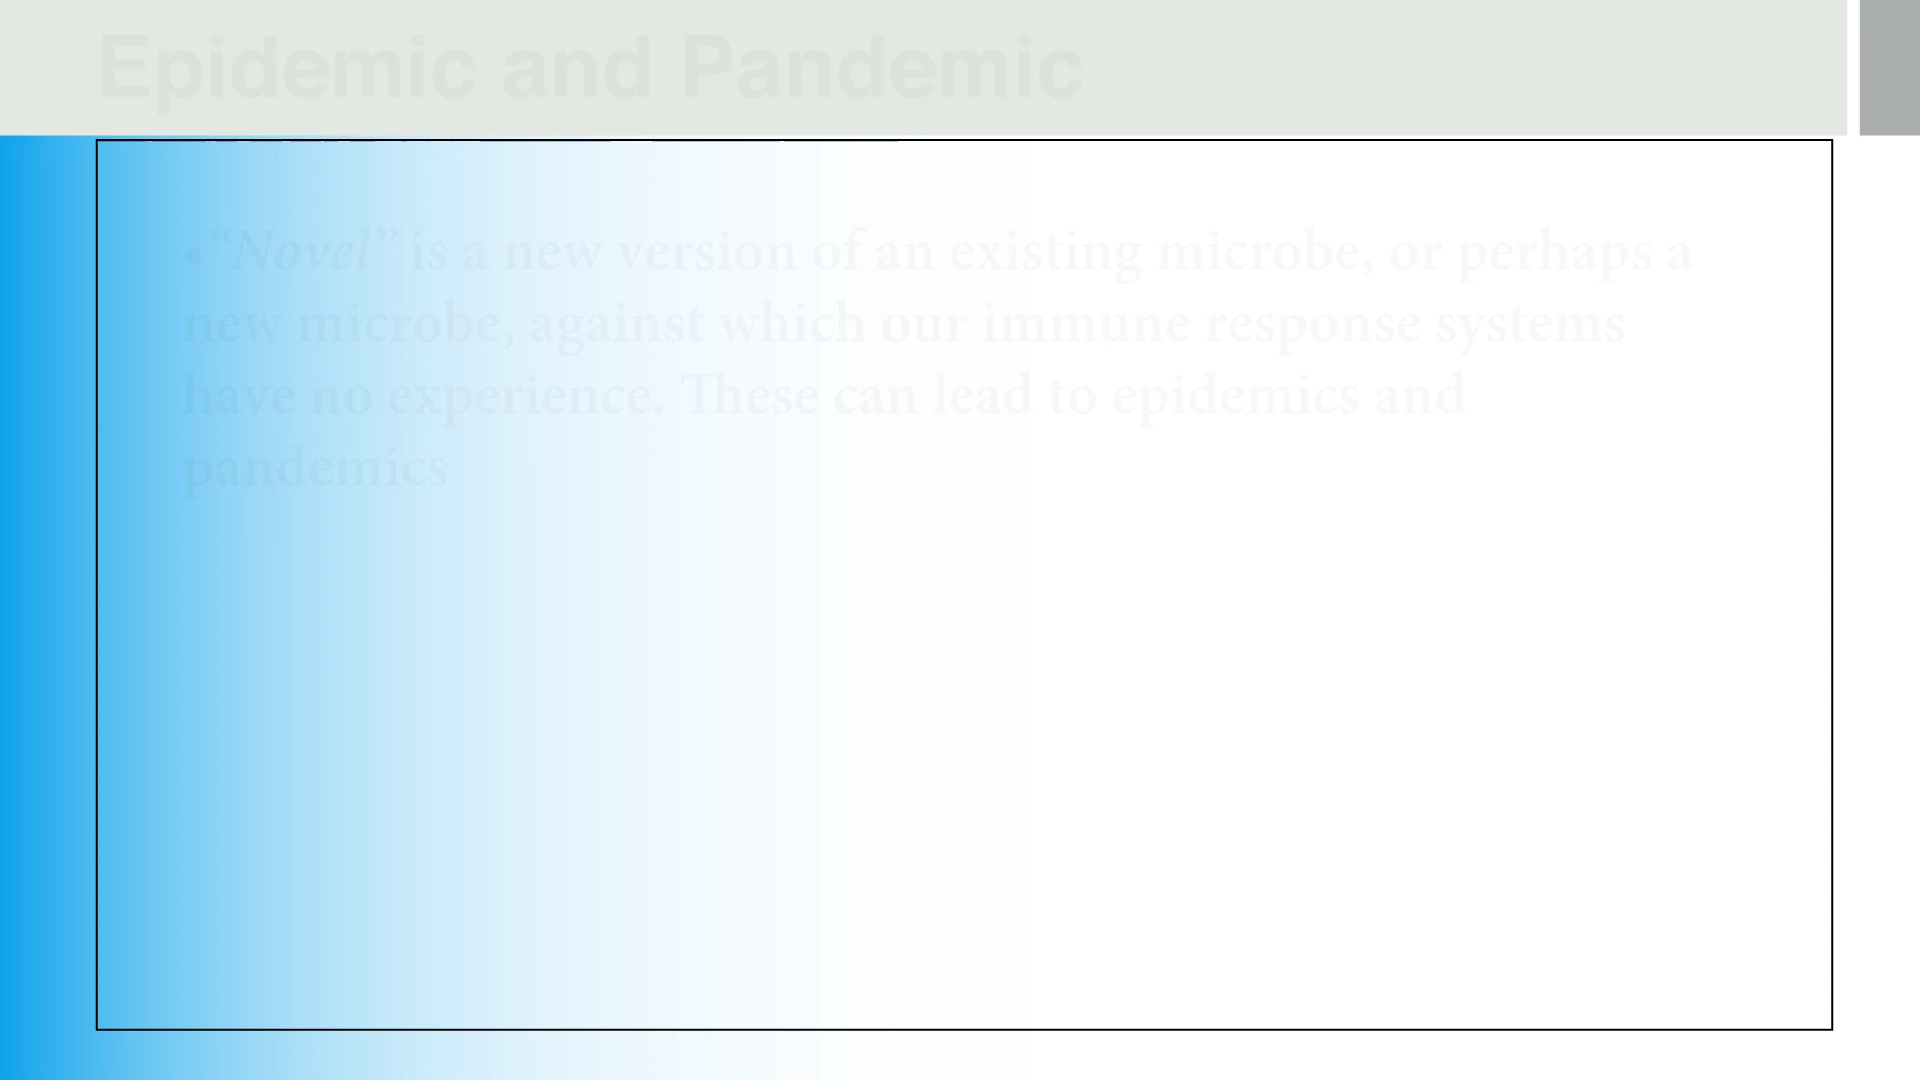 Epidemic and Pandemic
•“Novel” is a new version of an existing microbe, or perhaps a
new microbe, against which our immune response systems
have no experience. These can lead to epidemics and
pandemics